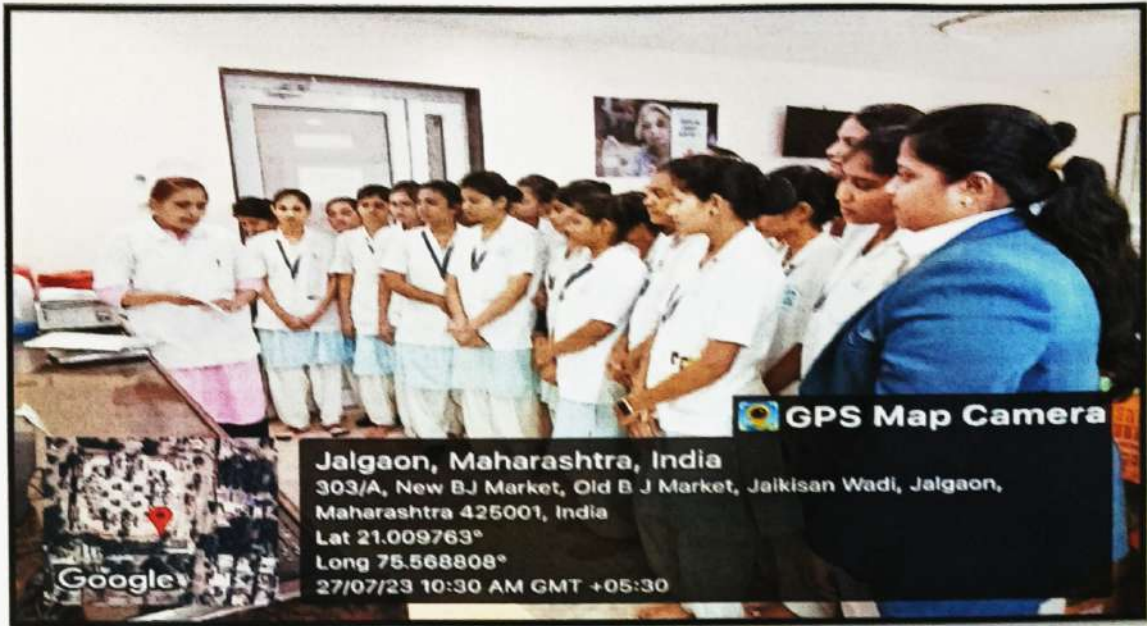 GPS Map Camera
Jalgaon, Maharashtra, India
303/A, New BJ Market, Old B J Market, Jaikisan Wadi, Jalgaon,
Maharashtra 425001, India
Lat 21.009763°
Long 75.568808°
27/07/23 10:30 AM GMT +05:30
Google